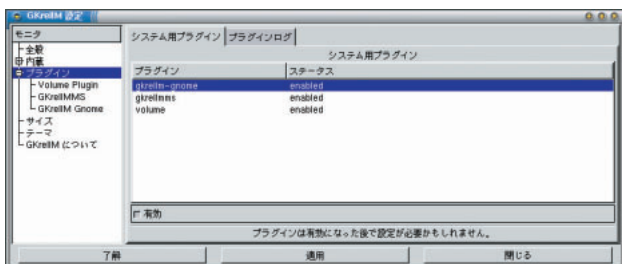 GKrellM 設定
モニタ
全般
内蔵
プラグイン
Volume Plugin
GKrellMMS
GKrellM Gnome
サイズ
テーマ
GKrellM について
システム用プラグイン プラグインログ
システム用プラグイン
プラグイン ステータス
gkrellm-gnome enabled
gkrellmms enabled
volume enabled
有効
プラグインは有効になった後で設定が必要かもしれません。
了解 適用 閉じる